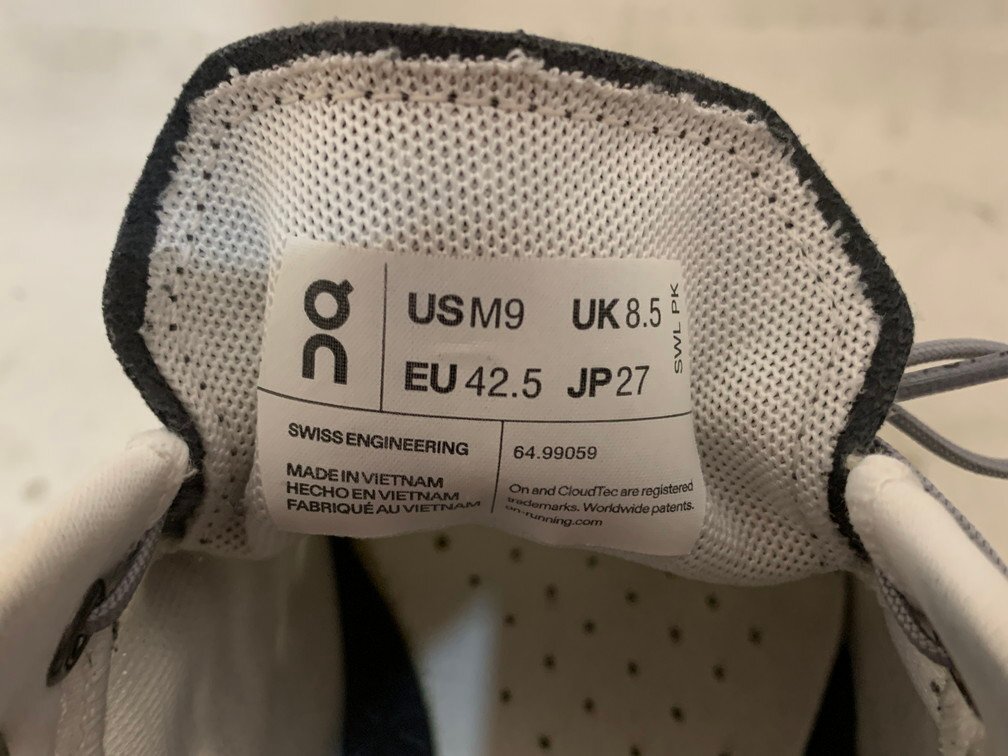 on
US M9 UK 8.5
EU 42.5 JP 27
SWL PK
SWISS ENGINEERING
MADE IN VIETNAM
HECHO EN VIETNAM
FABRIQUÉ AU VIETNAM
64.99059
On and CloudTec are registered
trademarks. Worldwide patents.
on-running.com